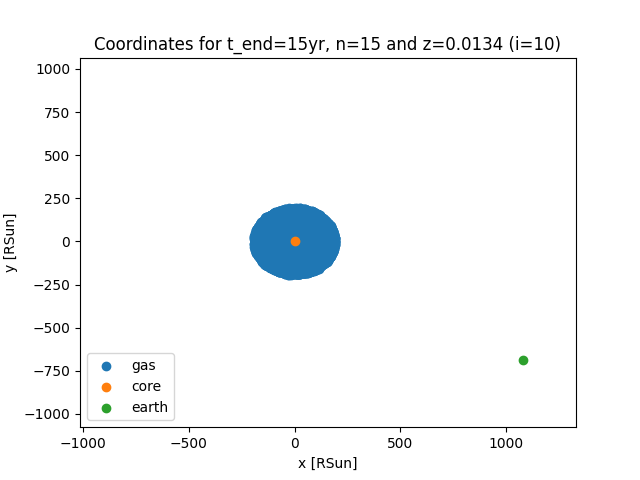 Coordinates for t_end=15yr, n=15 and z=0.0134 (i=10)
1000
750
500
250
0
−250
−500
−750
−1000
y [RSun]
gas
core
earth
−1000
−500
0
500
1000
x [RSun]